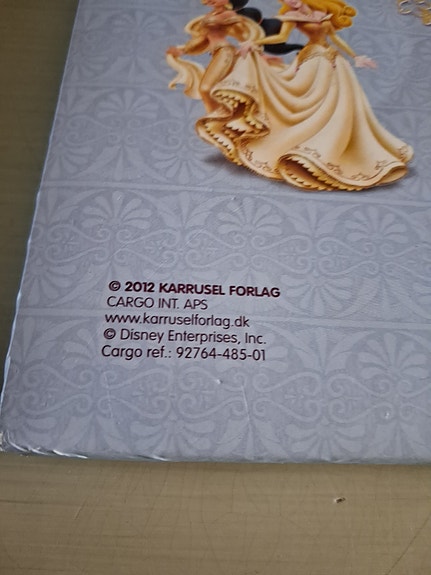 © 2012 KARRUSEL FORLAG
CARGO INT. APS
www.karruselforlag.dk
© Disney Enterprises, Inc.
Cargo ref.: 92764-485-01